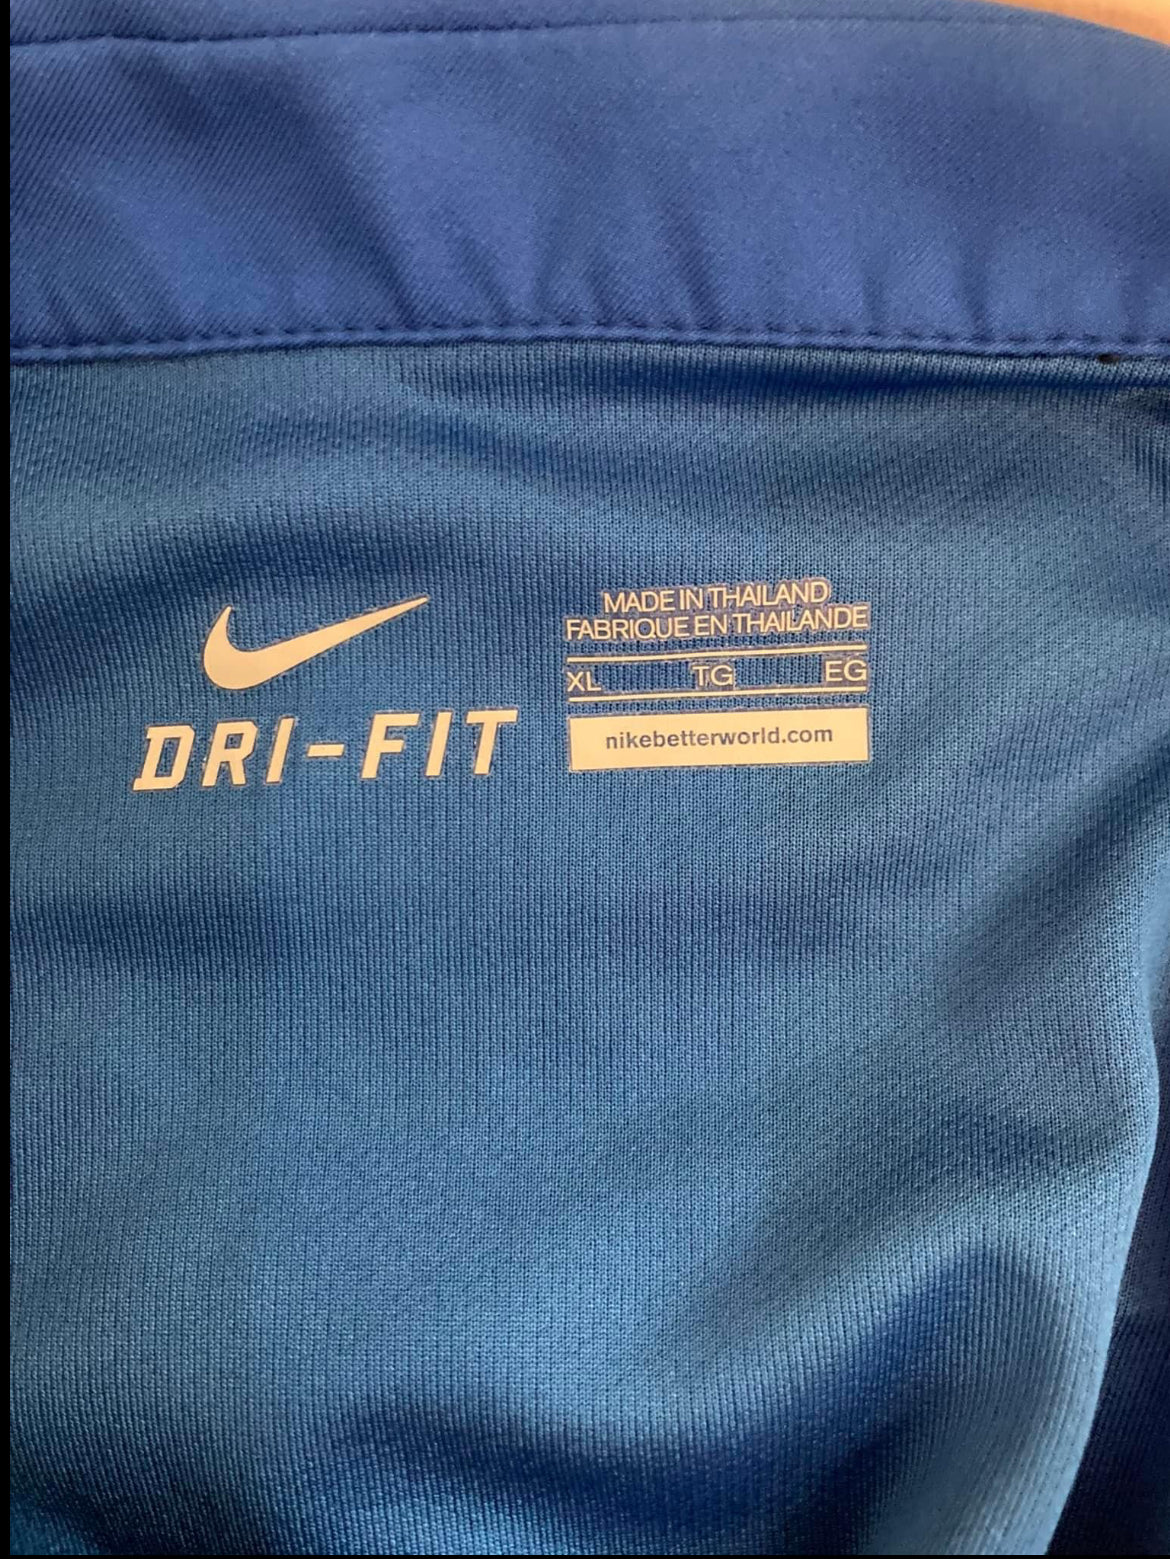 MADE IN THAILAND
FABRIQUE EN THAILANDE
XL TG EG
nikebetterworld.com
DRI-FIT